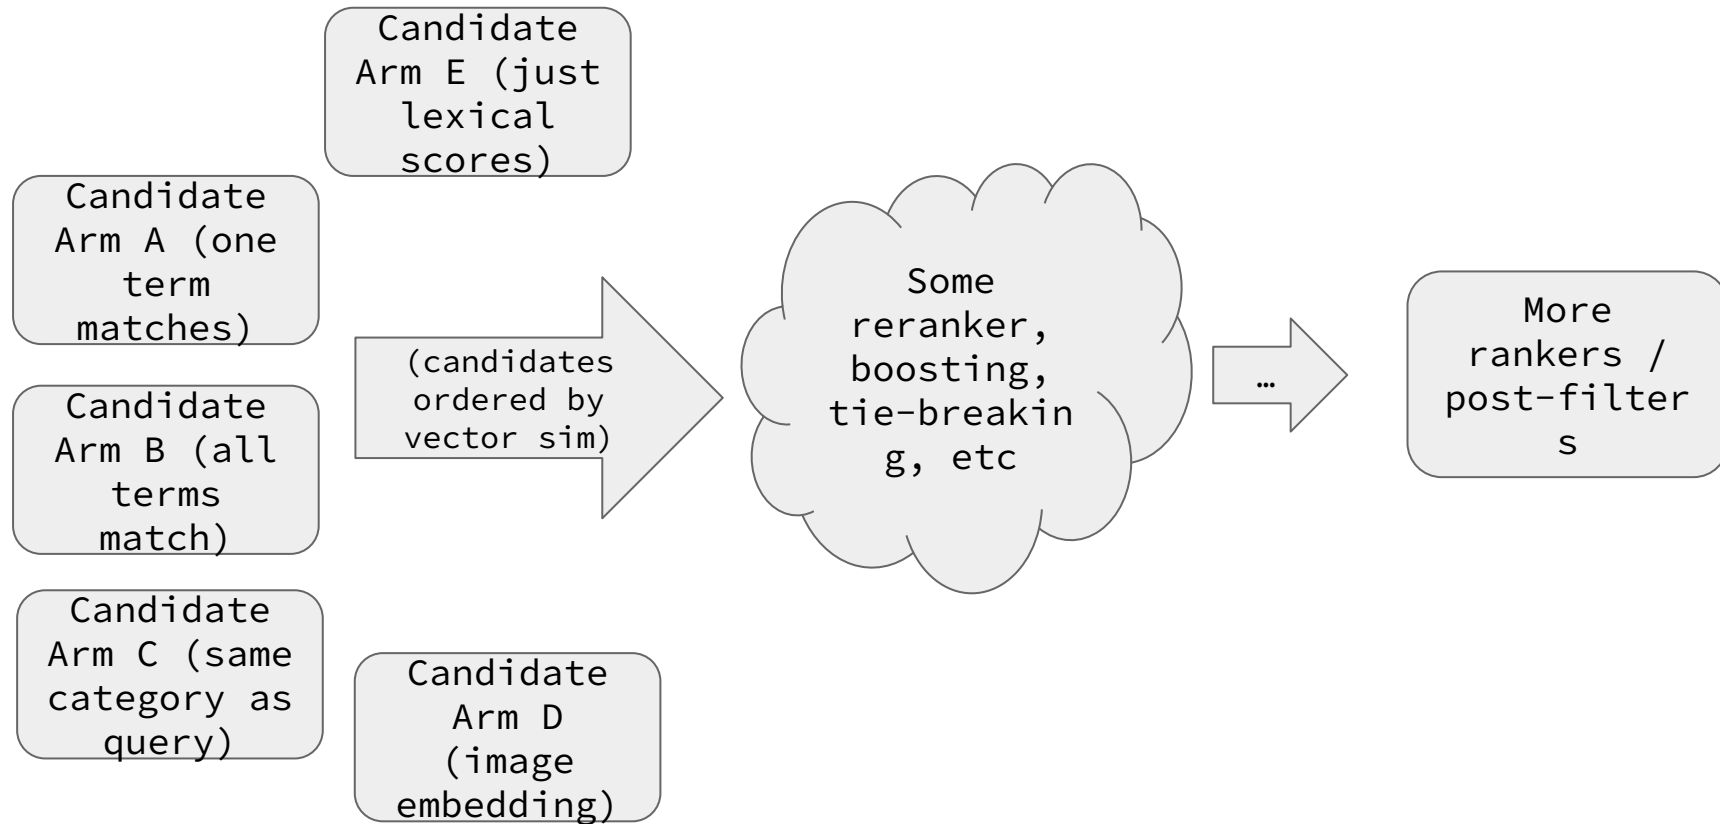 Candidate
Arm E (just
lexical
scores)
Candidate
Arm A (one
term
matches)
Candidate
Arm B (all
terms
match)
Candidate
Arm C (same
category as
query)
Candidate
Arm D
(image
embedding)
(candidates
ordered by
vector sim)
Some
reranker,
boosting,
tie-breakin
g, etc
…
More
rankers /
post-filter
s